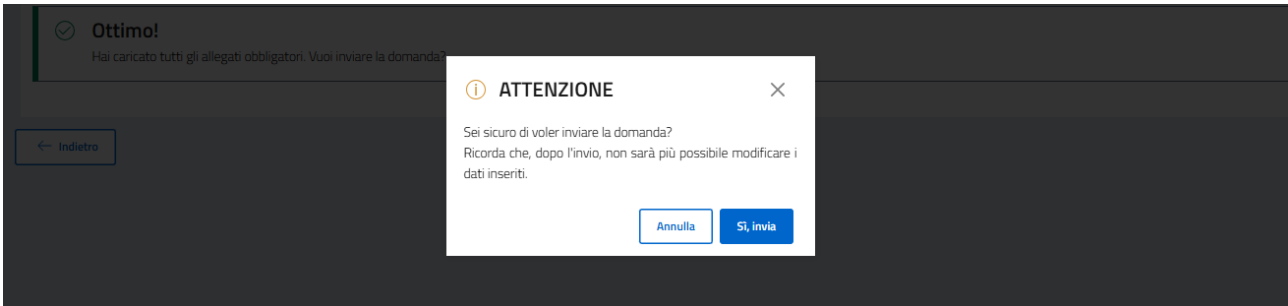 Ottimo!
Hai caricato tutti gli allegati obbligatori. Vuoi inviare la domanda?
ATTENZIONE
Sei sicuro di voler inviare la domanda?
Ricorda che, dopo l'invio, non sarà più possibile modificare i
dati inseriti.
← Indietro
Annulla
Sì, invia